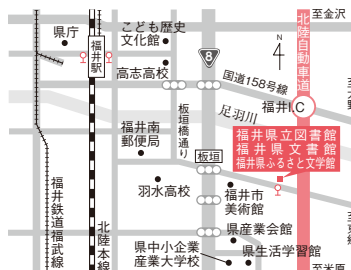 至金沢
県庁
こども歴史
文化館
福井駅
高志高校
8
N
北陸自動車道
国道158号線
足羽川
福井I.C
板垣橋通り
福井南
郵便局
板垣
福井県立図書館
福井県文書館
福井県ふるさと文学館
羽水高校
福井市
美術館
福井鉄道福武線
北陸本線
県産業会館
県中小企業
産業大学校
県生活学習館
至米原